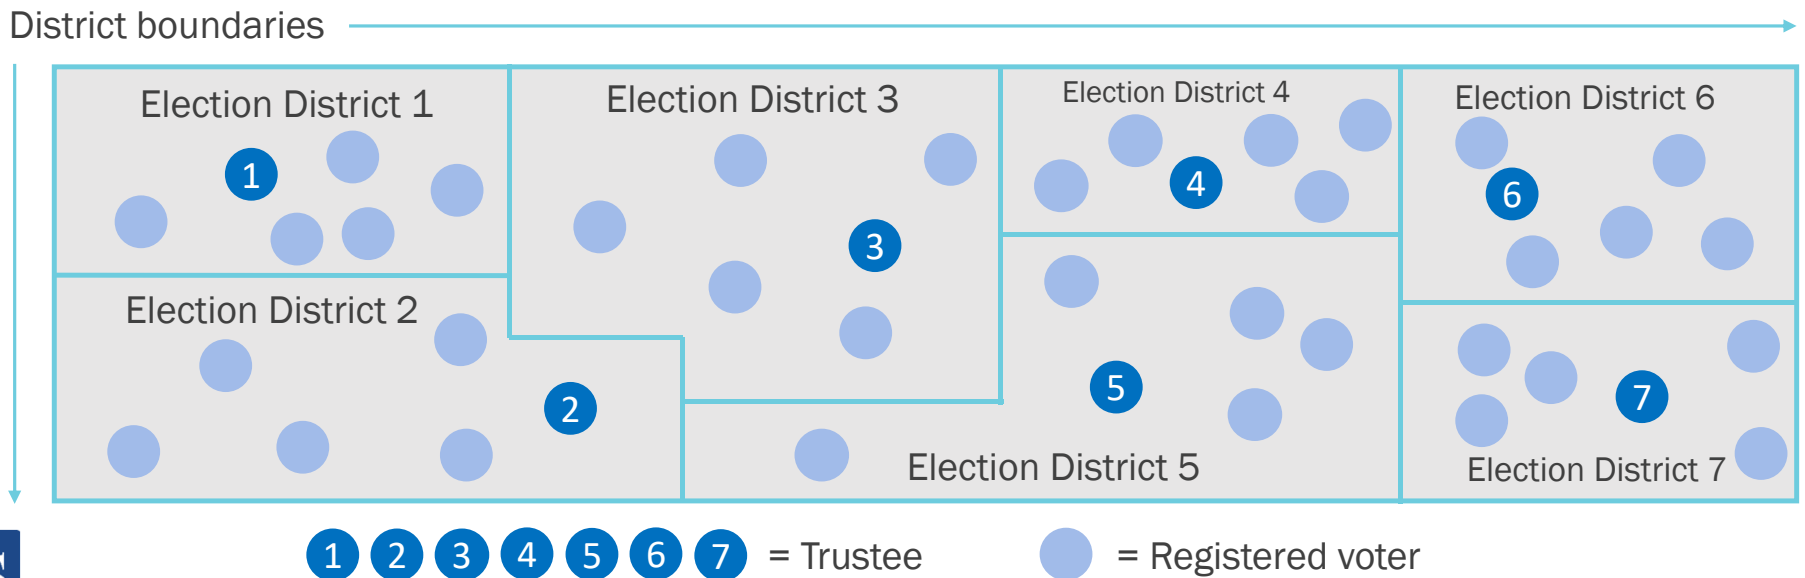 District boundaries
Election District 1
Election District 3
Election District 4
Election District 6
1
3
4
6
Election District 2
2
5
7
Election District 5
Election District 7
1 2 3 4 5 6 7 = Trustee
= Registered voter